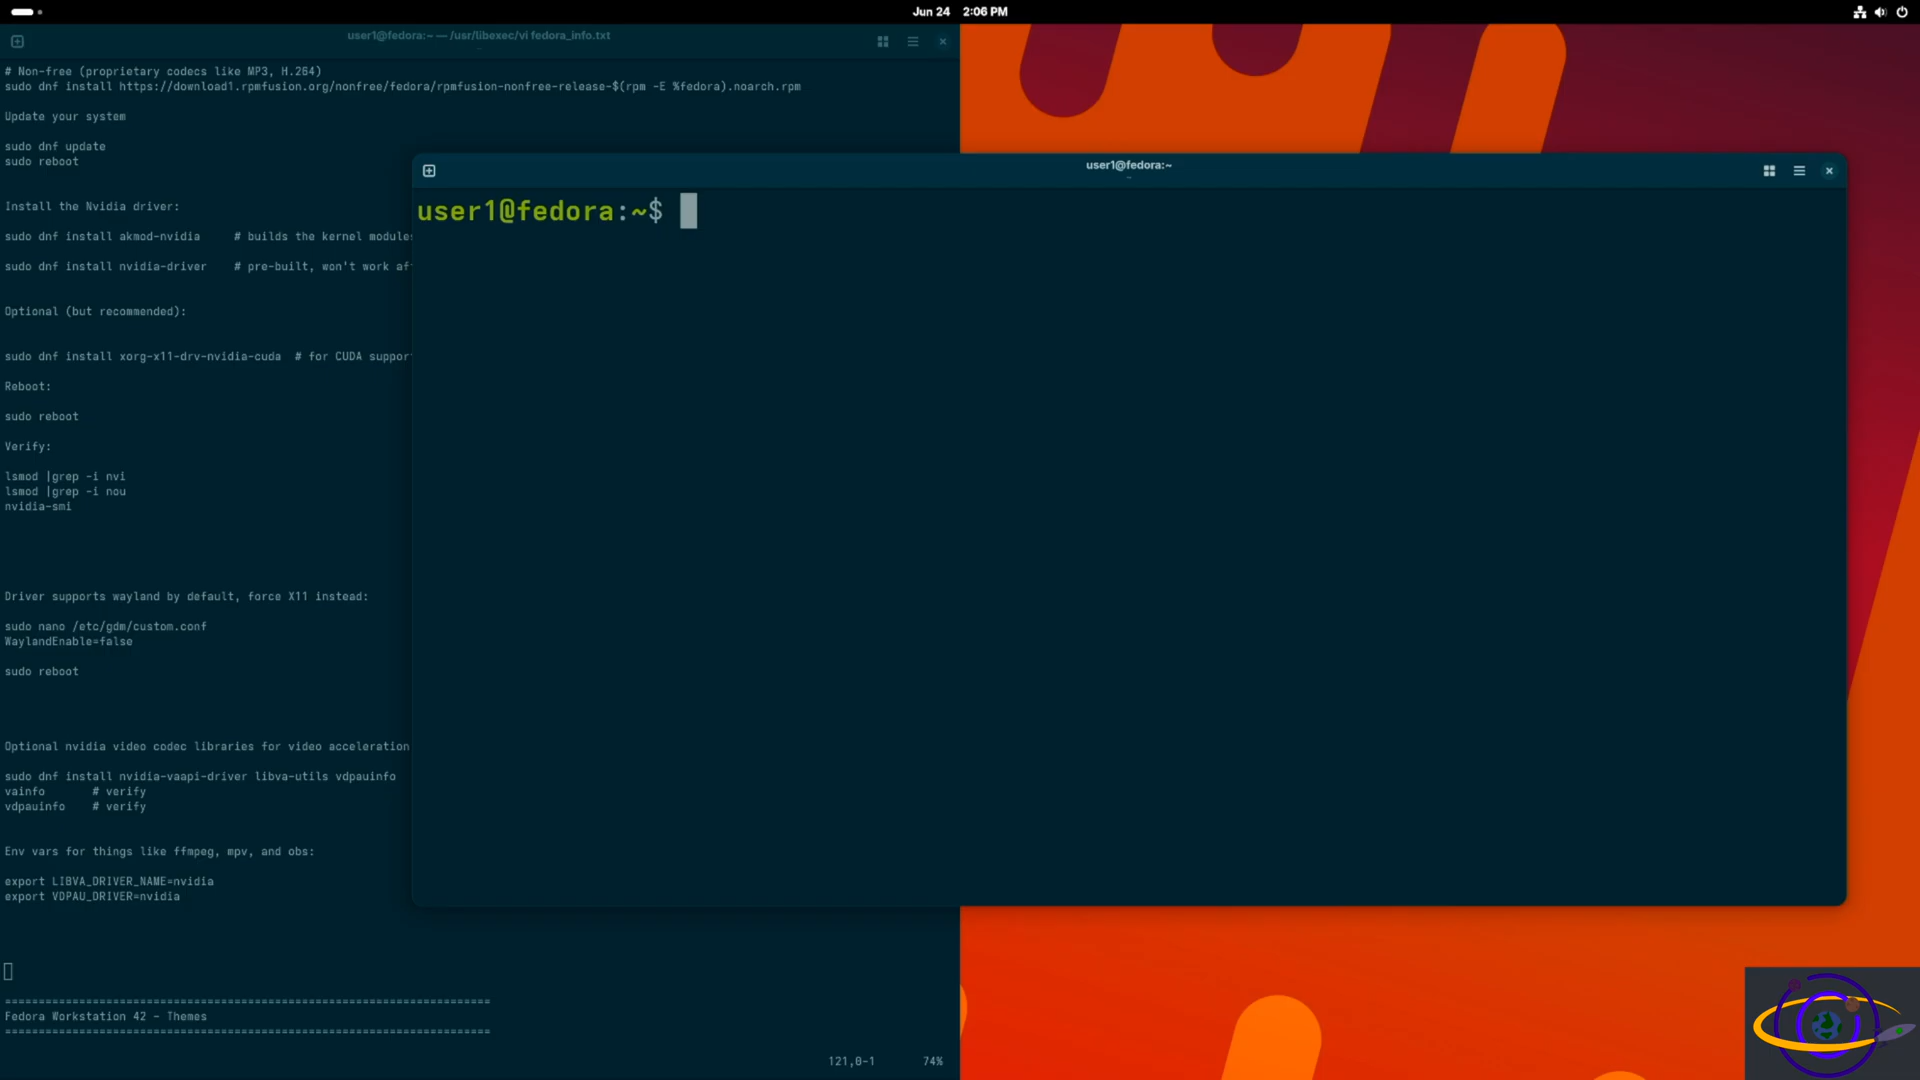 Jun 24 2:06 PM
user1@fedora:~ — /usr/libexec/vi fedora_info.txt
# Non-free (proprietary codecs like MP3, H.264)
sudo dnf install https://download1.rpmfusion.org/nonfree/fedora/rpmfusion-nonfree-release-$(rpm -E %fedora).noarch.rpm
Update your system
sudo dnf update
sudo reboot
Install the Nvidia driver:
sudo dnf install akmod-nvidia # builds the kernel modules
sudo dnf install nvidia-driver # pre-built, won't work af
Optional (but recommended):
sudo dnf install xorg-x11-drv-nvidia-cuda # for CUDA suppor
Reboot:
sudo reboot
Verify:
lsmod |grep -i nvi
lsmod |grep -i nou
nvidia-smi
Driver supports wayland by default, force X11 instead:
sudo nano /etc/gdm/custom.conf
WaylandEnable=false
sudo reboot
Optional nvidia video codec libraries for video acceleration
sudo dnf install nvidia-vaapi-driver libva-utils vdpauinfo
vainfo # verify
vdpauinfo # verify
Env vars for things like ffmpeg, mpv, and obs:
export LIBVA_DRIVER_NAME=nvidia
export VDPAU_DRIVER=nvidia
========================================================================
Fedora Workstation 42 - Themes
========================================================================
121,0-1 74%
user1@fedora:~
user1@fedora:~$